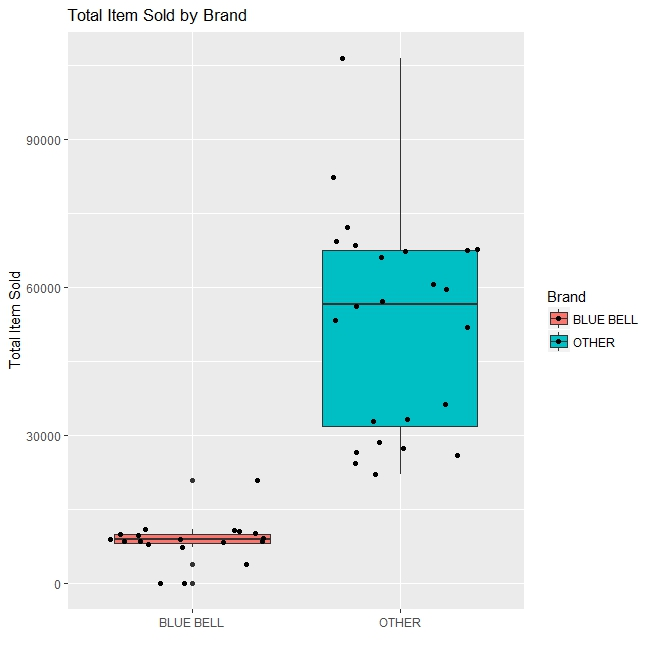 Total Item Sold by Brand
90000
60000
30000
0
Total Item Sold
BLUE BELL
OTHER
Brand
BLUE BELL
OTHER